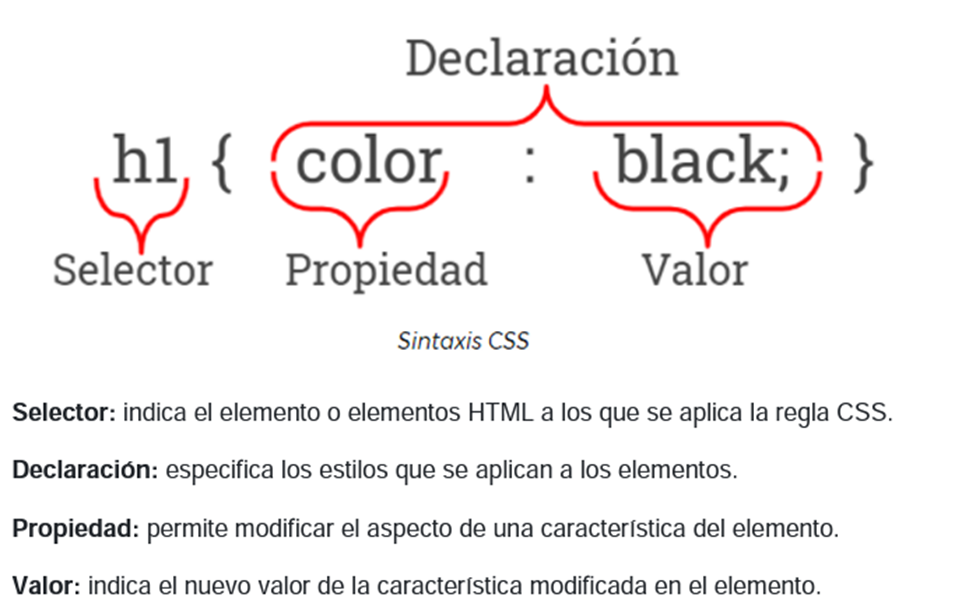 Declaración
h1 { color : black; }
Selector Propiedad Valor
Sintaxis CSS
Selector: indica el elemento o elementos HTML a los que se aplica la regla CSS.
Declaración: especifica los estilos que se aplican a los elementos.
Propiedad: permite modificar el aspecto de una característica del elemento.
Valor: indica el nuevo valor de la característica modificada en el elemento.